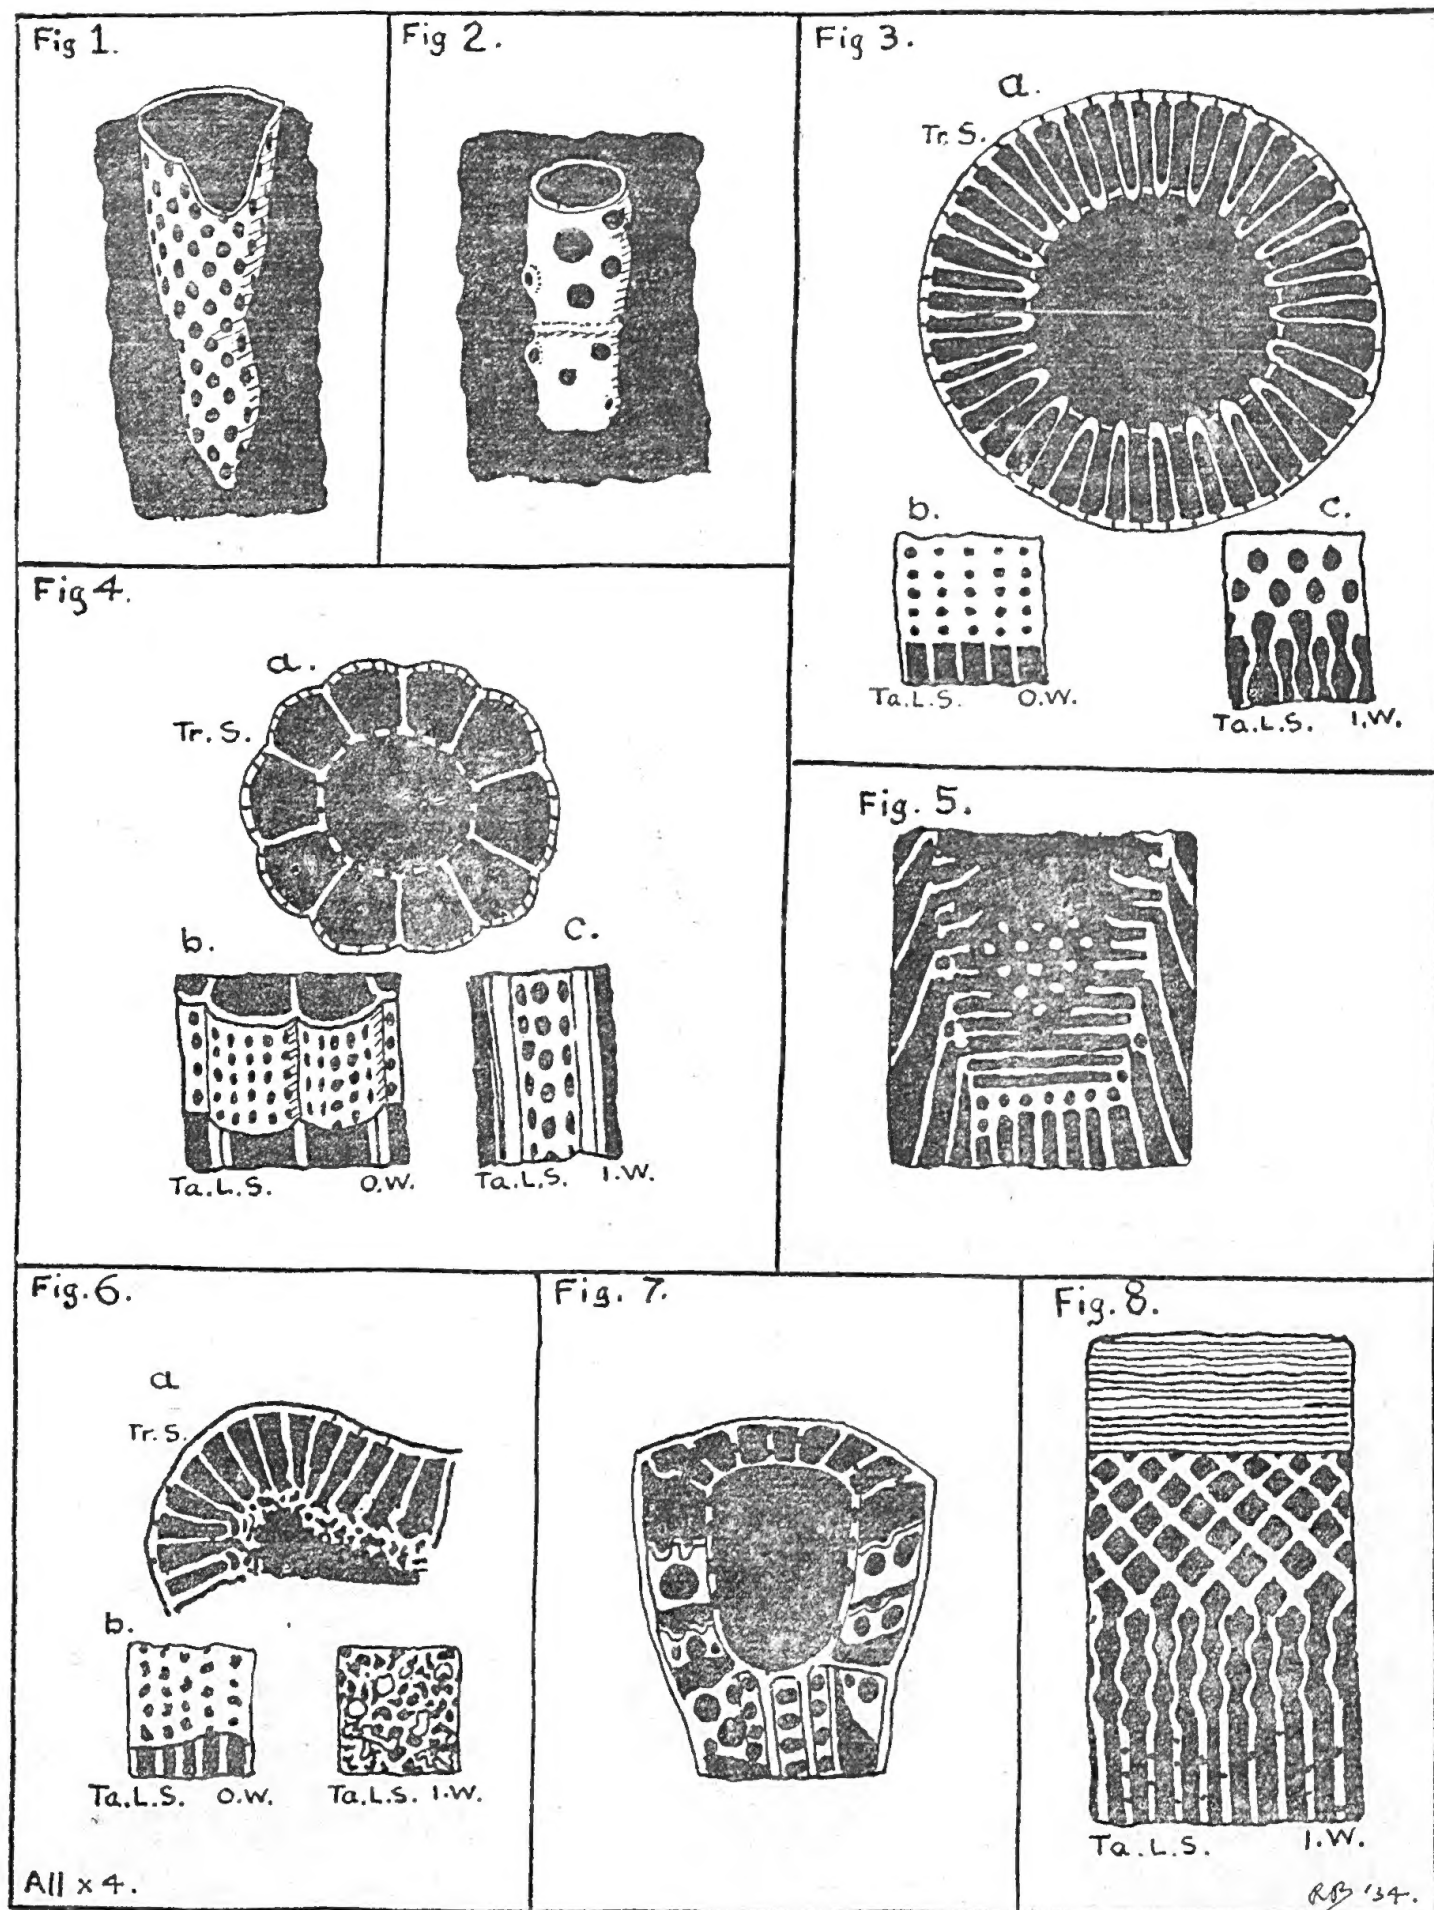 Fig 1.
Fig 2.
Fig 3.
a.
Tr. S.
b.
c.
Ta. L. S. O.W.
Ta. L. S. I.W.
Fig 4.
a.
Tr. S.
b.
c.
Ta. L. S. O.W.
Ta. L. S. I.W.
Fig. 5.
Fig. 6.
a
Tr. S.
b.
Ta. L. S. O.W.
Ta. L. S. I.W.
All x 4.
Fig. 7.
Fig. 8.
Ta. L. S. I.W.
RB '34.